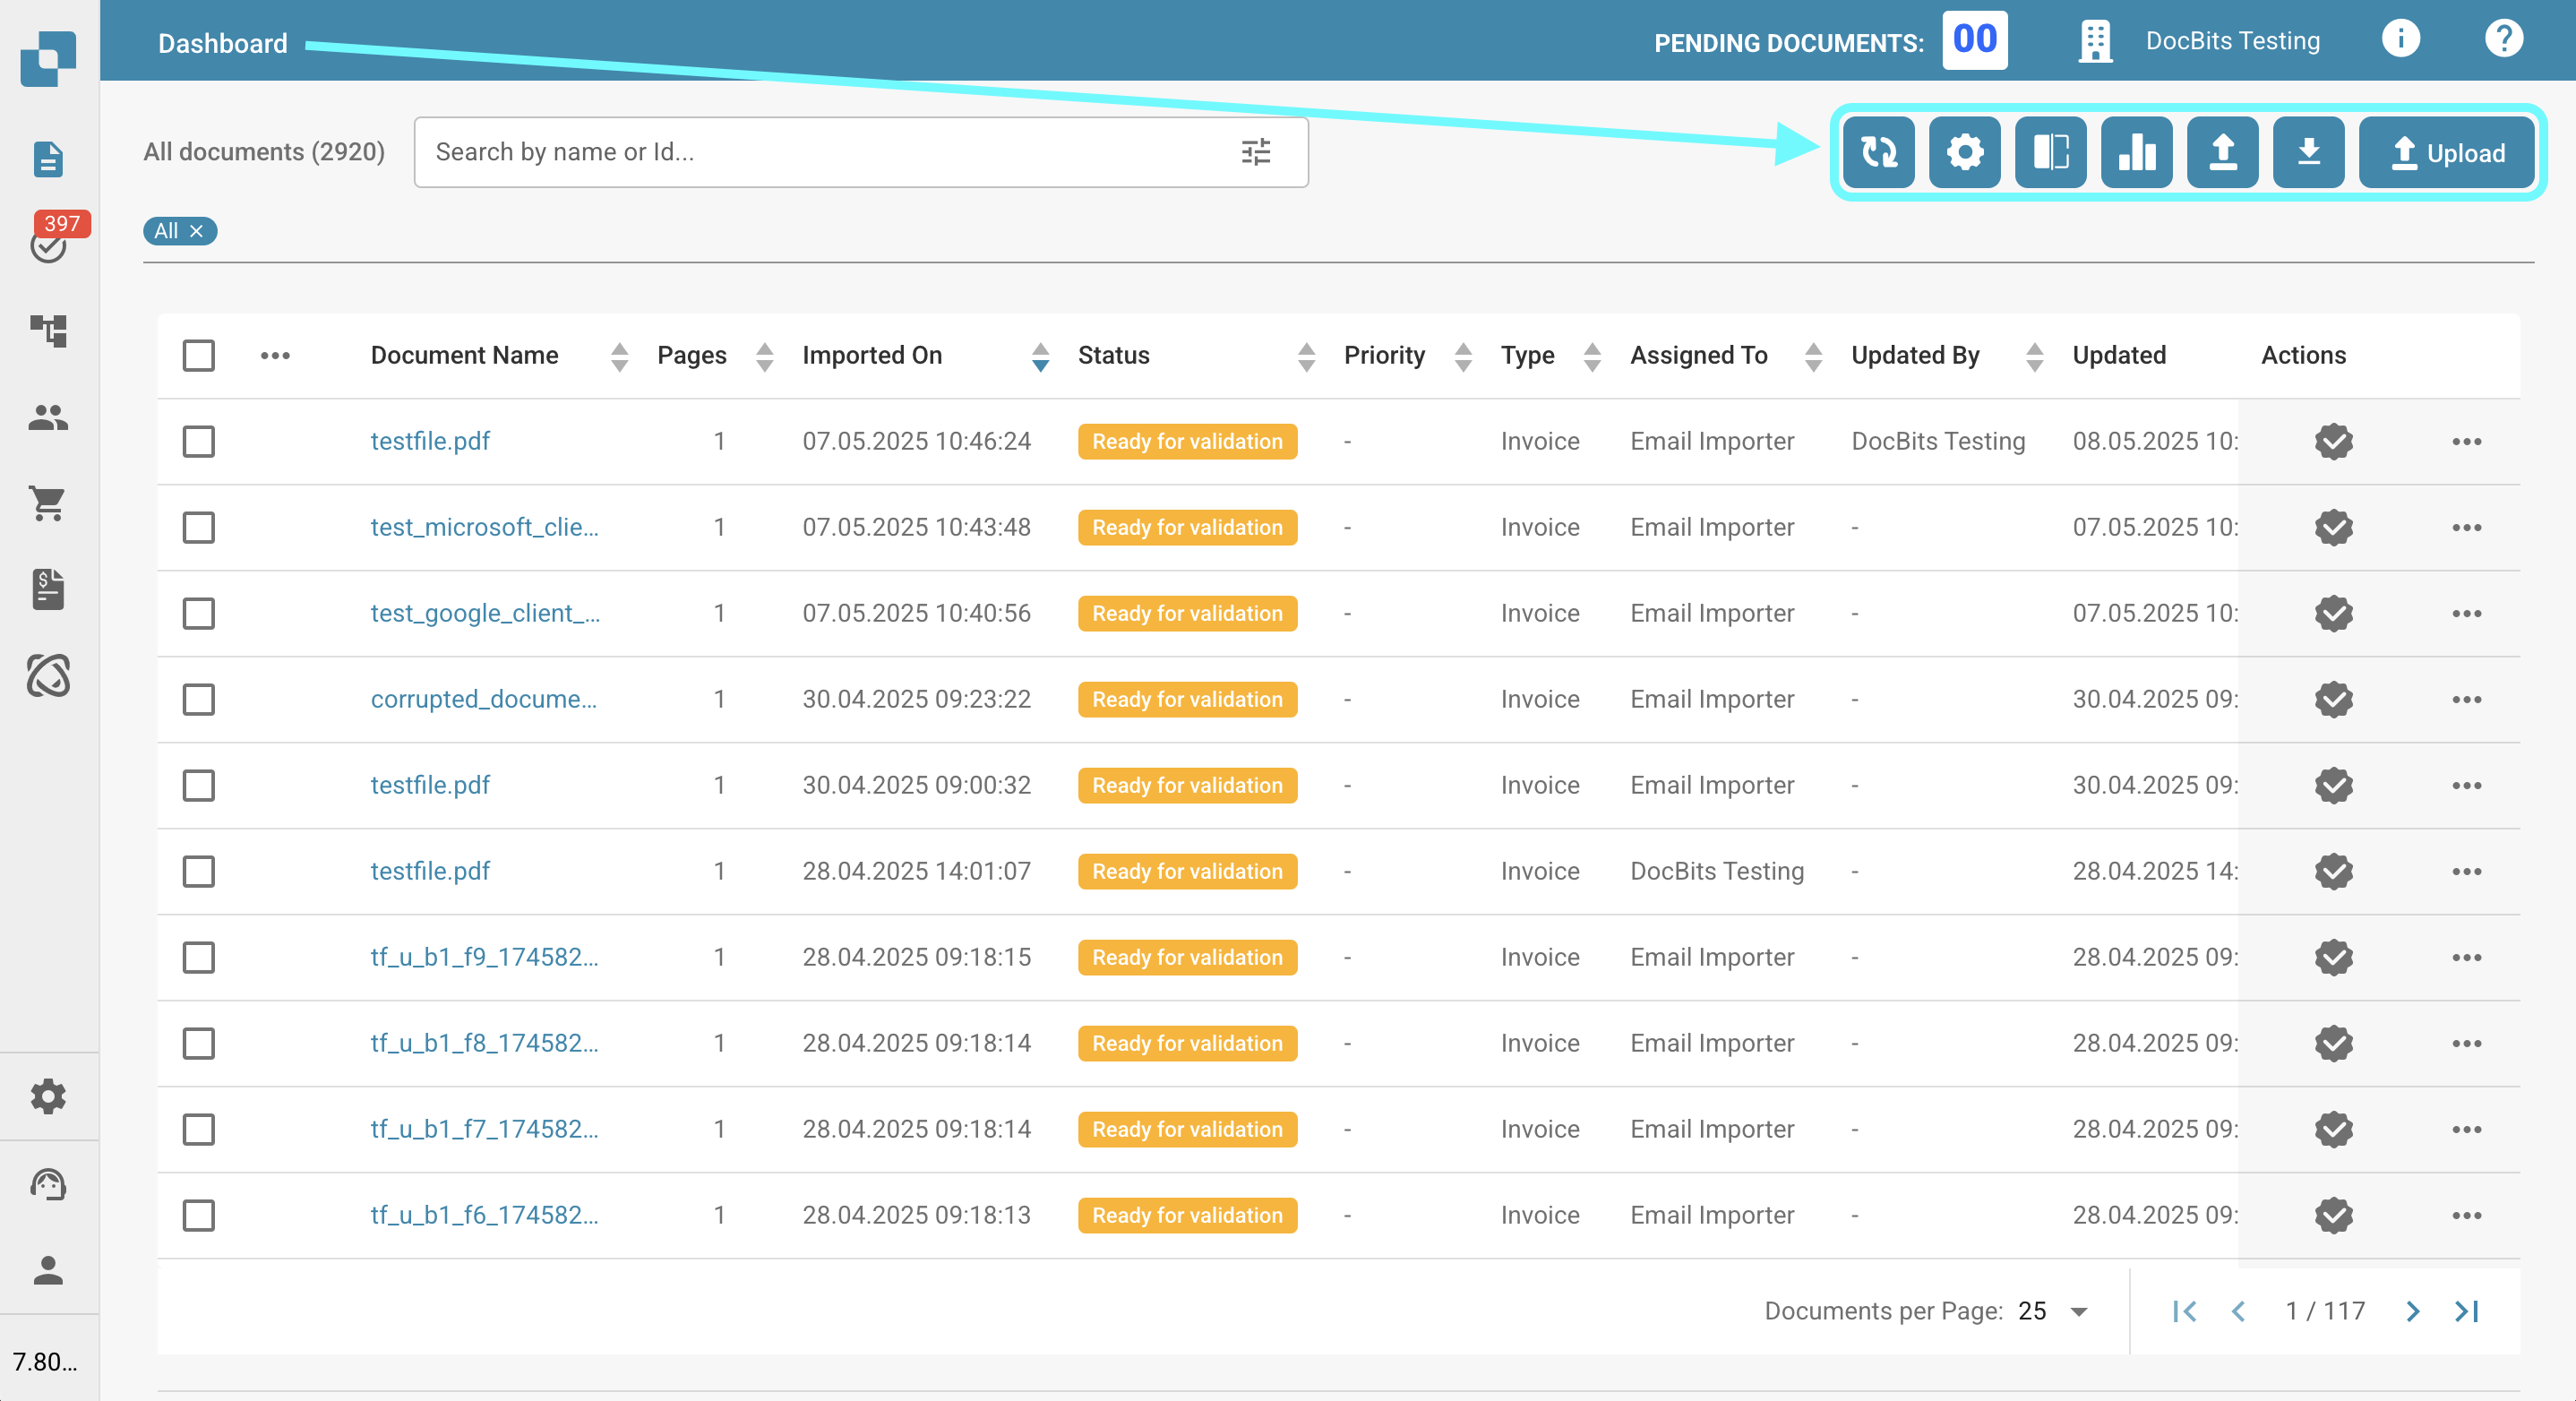 Dashboard
PENDING DOCUMENTS: 00
DocBits Testing
All documents (2920)
Search by name or Id...
Upload
397
All
Document Name Pages Imported On Status Priority Type Assigned To Updated By Updated Actions
testfile.pdf 1 07.05.2025 10:46:24 Ready for validation - Invoice Email Importer DocBits Testing 08.05.2025 10:
test_microsoft_clie... 1 07.05.2025 10:43:48 Ready for validation - Invoice Email Importer - 07.05.2025 10:
test_google_client_... 1 07.05.2025 10:40:56 Ready for validation - Invoice Email Importer - 07.05.2025 10:
corrupted_docume... 1 30.04.2025 09:23:22 Ready for validation - Invoice Email Importer - 30.04.2025 09:
testfile.pdf 1 30.04.2025 09:00:32 Ready for validation - Invoice Email Importer - 30.04.2025 09:
testfile.pdf 1 28.04.2025 14:01:07 Ready for validation - Invoice DocBits Testing - 28.04.2025 14:
tf_u_b1_f9_174582... 1 28.04.2025 09:18:15 Ready for validation - Invoice Email Importer - 28.04.2025 09:
tf_u_b1_f8_174582... 1 28.04.2025 09:18:14 Ready for validation - Invoice Email Importer - 28.04.2025 09:
tf_u_b1_f7_174582... 1 28.04.2025 09:18:14 Ready for validation - Invoice Email Importer - 28.04.2025 09:
tf_u_b1_f6_174582... 1 28.04.2025 09:18:13 Ready for validation - Invoice Email Importer - 28.04.2025 09:
Documents per Page: 25
1 / 117
7.80...